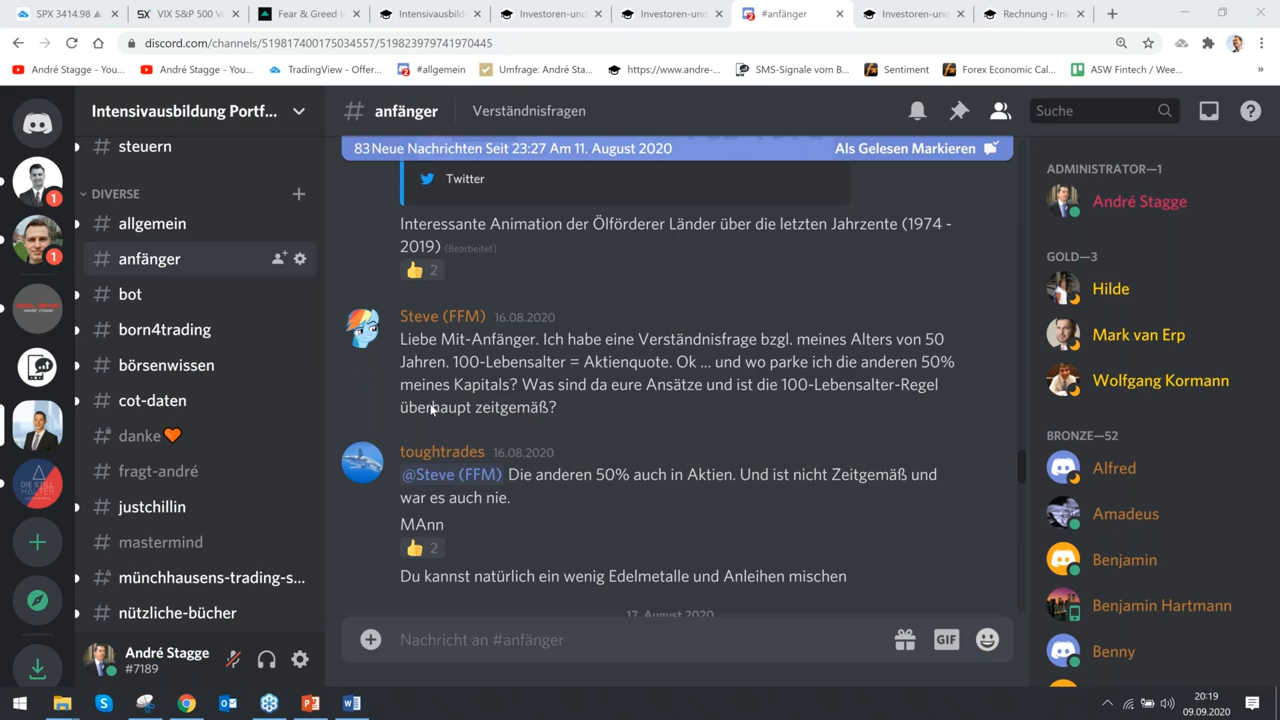 SPX 3414.98
VIX S&P 500 V
Fear & Greed I
Intensivausbild
Investoren-und
Investoren-und
#anfänger
Investoren-und
Rechnung - Inv
discord.com/channels/519817400175034557/519823979741970445
André Stagge - You...
André Stagge - You...
TradingView - Offer...
#allgemein
Umfrage: André Sta...
https://www.andre-...
SMS-Signale vom B...
Sentiment
Forex Economic Cal...
ASW Fintech / Wee...
»
Intensivausbildung Portf...
# anfänger
Verständnisfragen
Suche
# steuern
DIVERSE
# allgemein
# anfänger
# bot
# born4trading
# börsenwissen
# cot-daten
# danke🧡
# fragt-andré
# justchillin
# mastermind
# münchhausens-trading-s...
# nützliche-bücher
André Stagge
#7189
83 Neue Nachrichten Seit 23:27 Am 11. August 2020
Als Gelesen Markieren
Twitter
Interessante Animation der Ölförderer Länder über die letzten Jahrzente (1974 -
2019) (Bearbeitet)
👍 2
Steve (FFM) 16.08.2020
Liebe Mit-Anfänger. Ich habe eine Verständnisfrage bzgl. meines Alters von 50
Jahren. 100-Lebensalter = Aktienquote. Ok ... und wo parke ich die anderen 50%
meines Kapitals? Was sind da eure Ansätze und ist die 100-Lebensalter-Regel
überhaupt zeitgemäß?
toughtrades 16.08.2020
@Steve (FFM) Die anderen 50% auch in Aktien. Und ist nicht Zeitgemäß und
war es auch nie.
MAnn
👍 2
Du kannst natürlich ein wenig Edelmetalle und Anleihen mischen
17. August 2020
Nachricht an #anfänger
GIF
ADMINISTRATOR—1
André Stagge
GOLD—3
Hilde
Mark van Erp
Wolfgang Kormann
BRONZE—52
Alfred
Amadeus
Benjamin
Benjamin Hartmann
Benny
20:19
09.09.2020